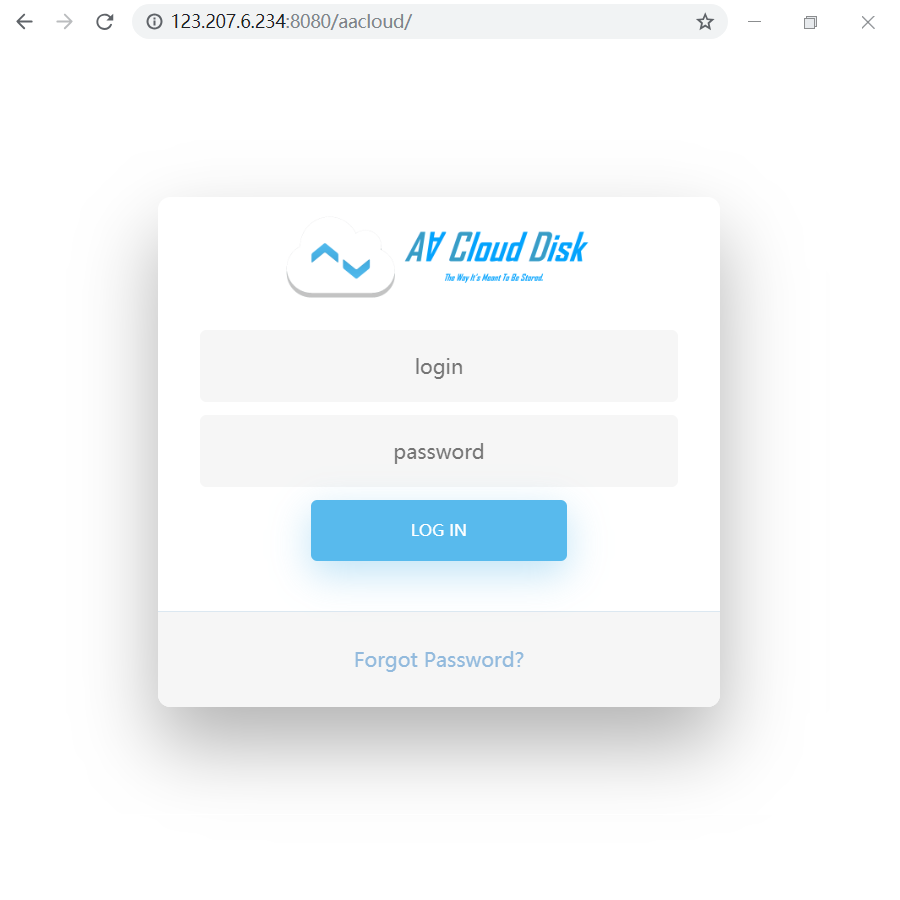 123.207.6.234:8080/aacloud/
A∀ Cloud Disk
The Way It's Meant To Be Stored.
login
password
LOG IN
Forgot Password?